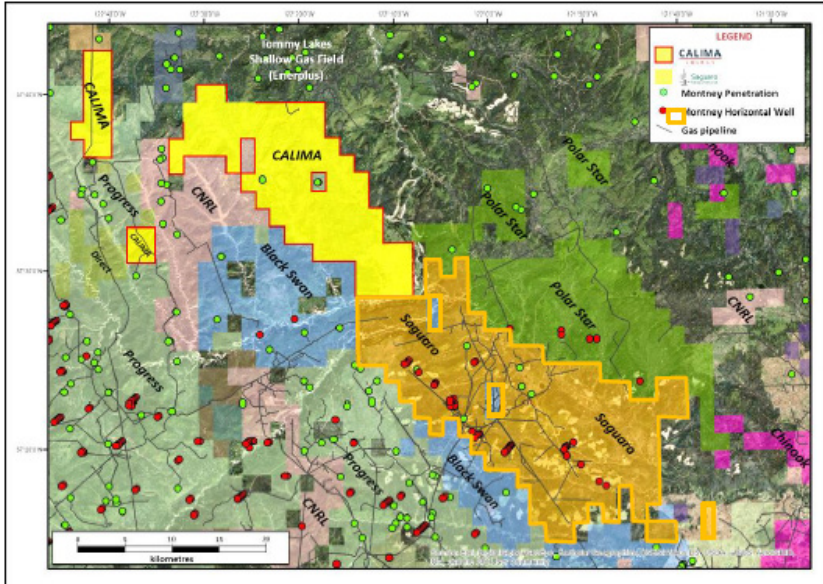 Tommy Lakes
Shallow Gas Field
(Enerplus)
LEGEND
CALIMA
Saguaro
Montney Penetration
Montney Horizontal Well
Gas pipeline
CALIMA
CALIMA
Progress
CNRL
Polar Star
Chinook
Polar Star
CALIMA
Direct
Black Swan
Polar Star
CNRL
Saguaro
Progress
Saguaro
Chinook
Progress
Black Swan
CNRL
0 5 10 15 20
kilometres